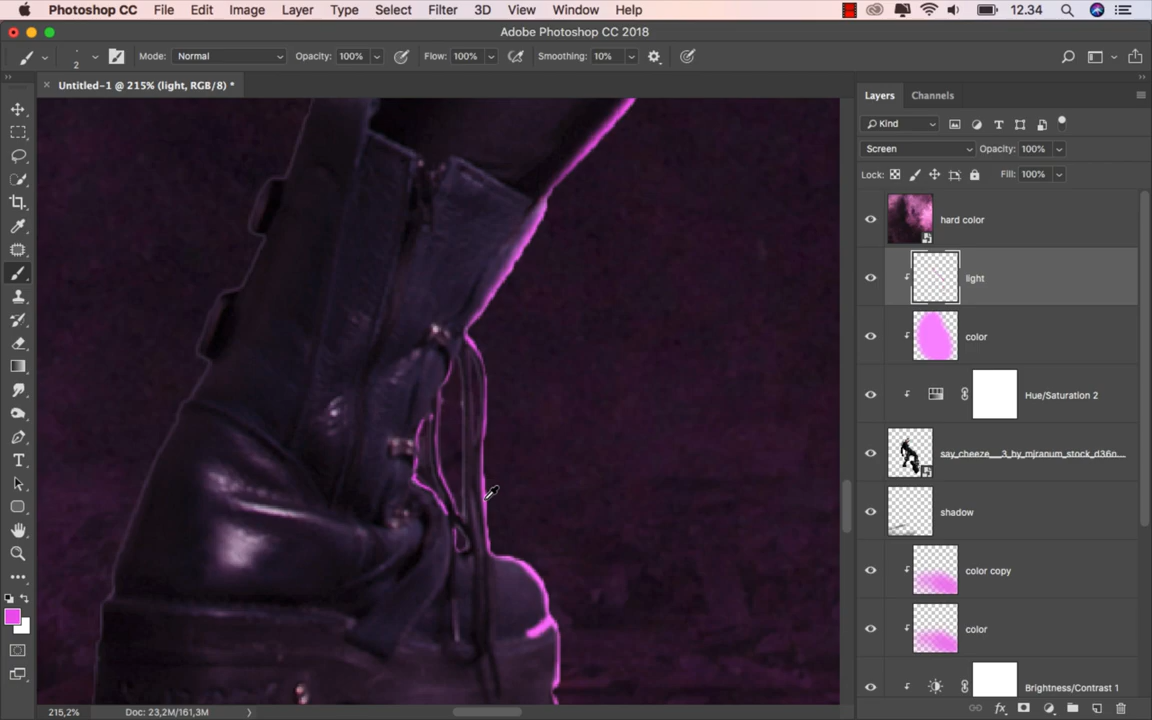 Photoshop CC File Edit Image Layer Type Select Filter 3D View Window Help 12.34
Adobe Photoshop CC 2018
2 Mode: Normal Opacity: 100% Flow: 100% Smoothing: 10%
Untitled-1 @ 215% (light, RGB/8) *
Layers Channels
Kind
Screen Opacity: 100%
Lock: Fill: 100%
hard color
light
color
Hue/Saturation 2
say_cheeze__3_by_mjranum_stock_d36o...
shadow
color copy
color
Brightness/Contrast 1
215,2% Doc: 23,2M/161,3M